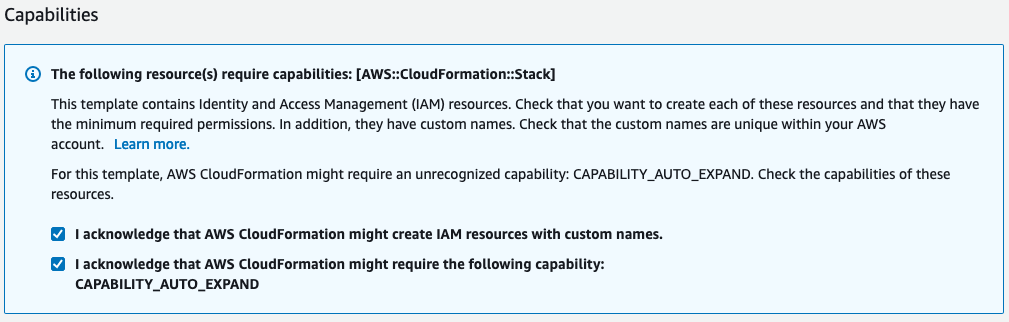 Capabilities
The following resource(s) require capabilities: [AWS::CloudFormation::Stack]
This template contains Identity and Access Management (IAM) resources. Check that you want to create each of these resources and that they have
the minimum required permissions. In addition, they have custom names. Check that the custom names are unique within your AWS
account. Learn more.
For this template, AWS CloudFormation might require an unrecognized capability: CAPABILITY_AUTO_EXPAND. Check the capabilities of these
resources.
I acknowledge that AWS CloudFormation might create IAM resources with custom names.
I acknowledge that AWS CloudFormation might require the following capability:
CAPABILITY_AUTO_EXPAND